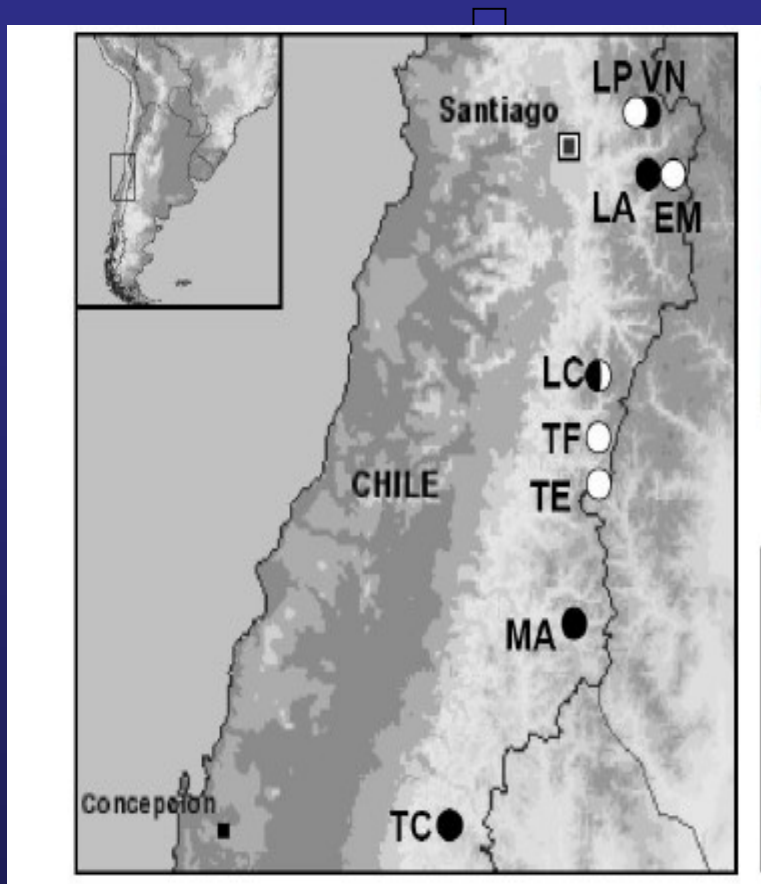 LP VN
Santiago
LA EM
LC
TF
CHILE
TE
MA
Concepcion
TC